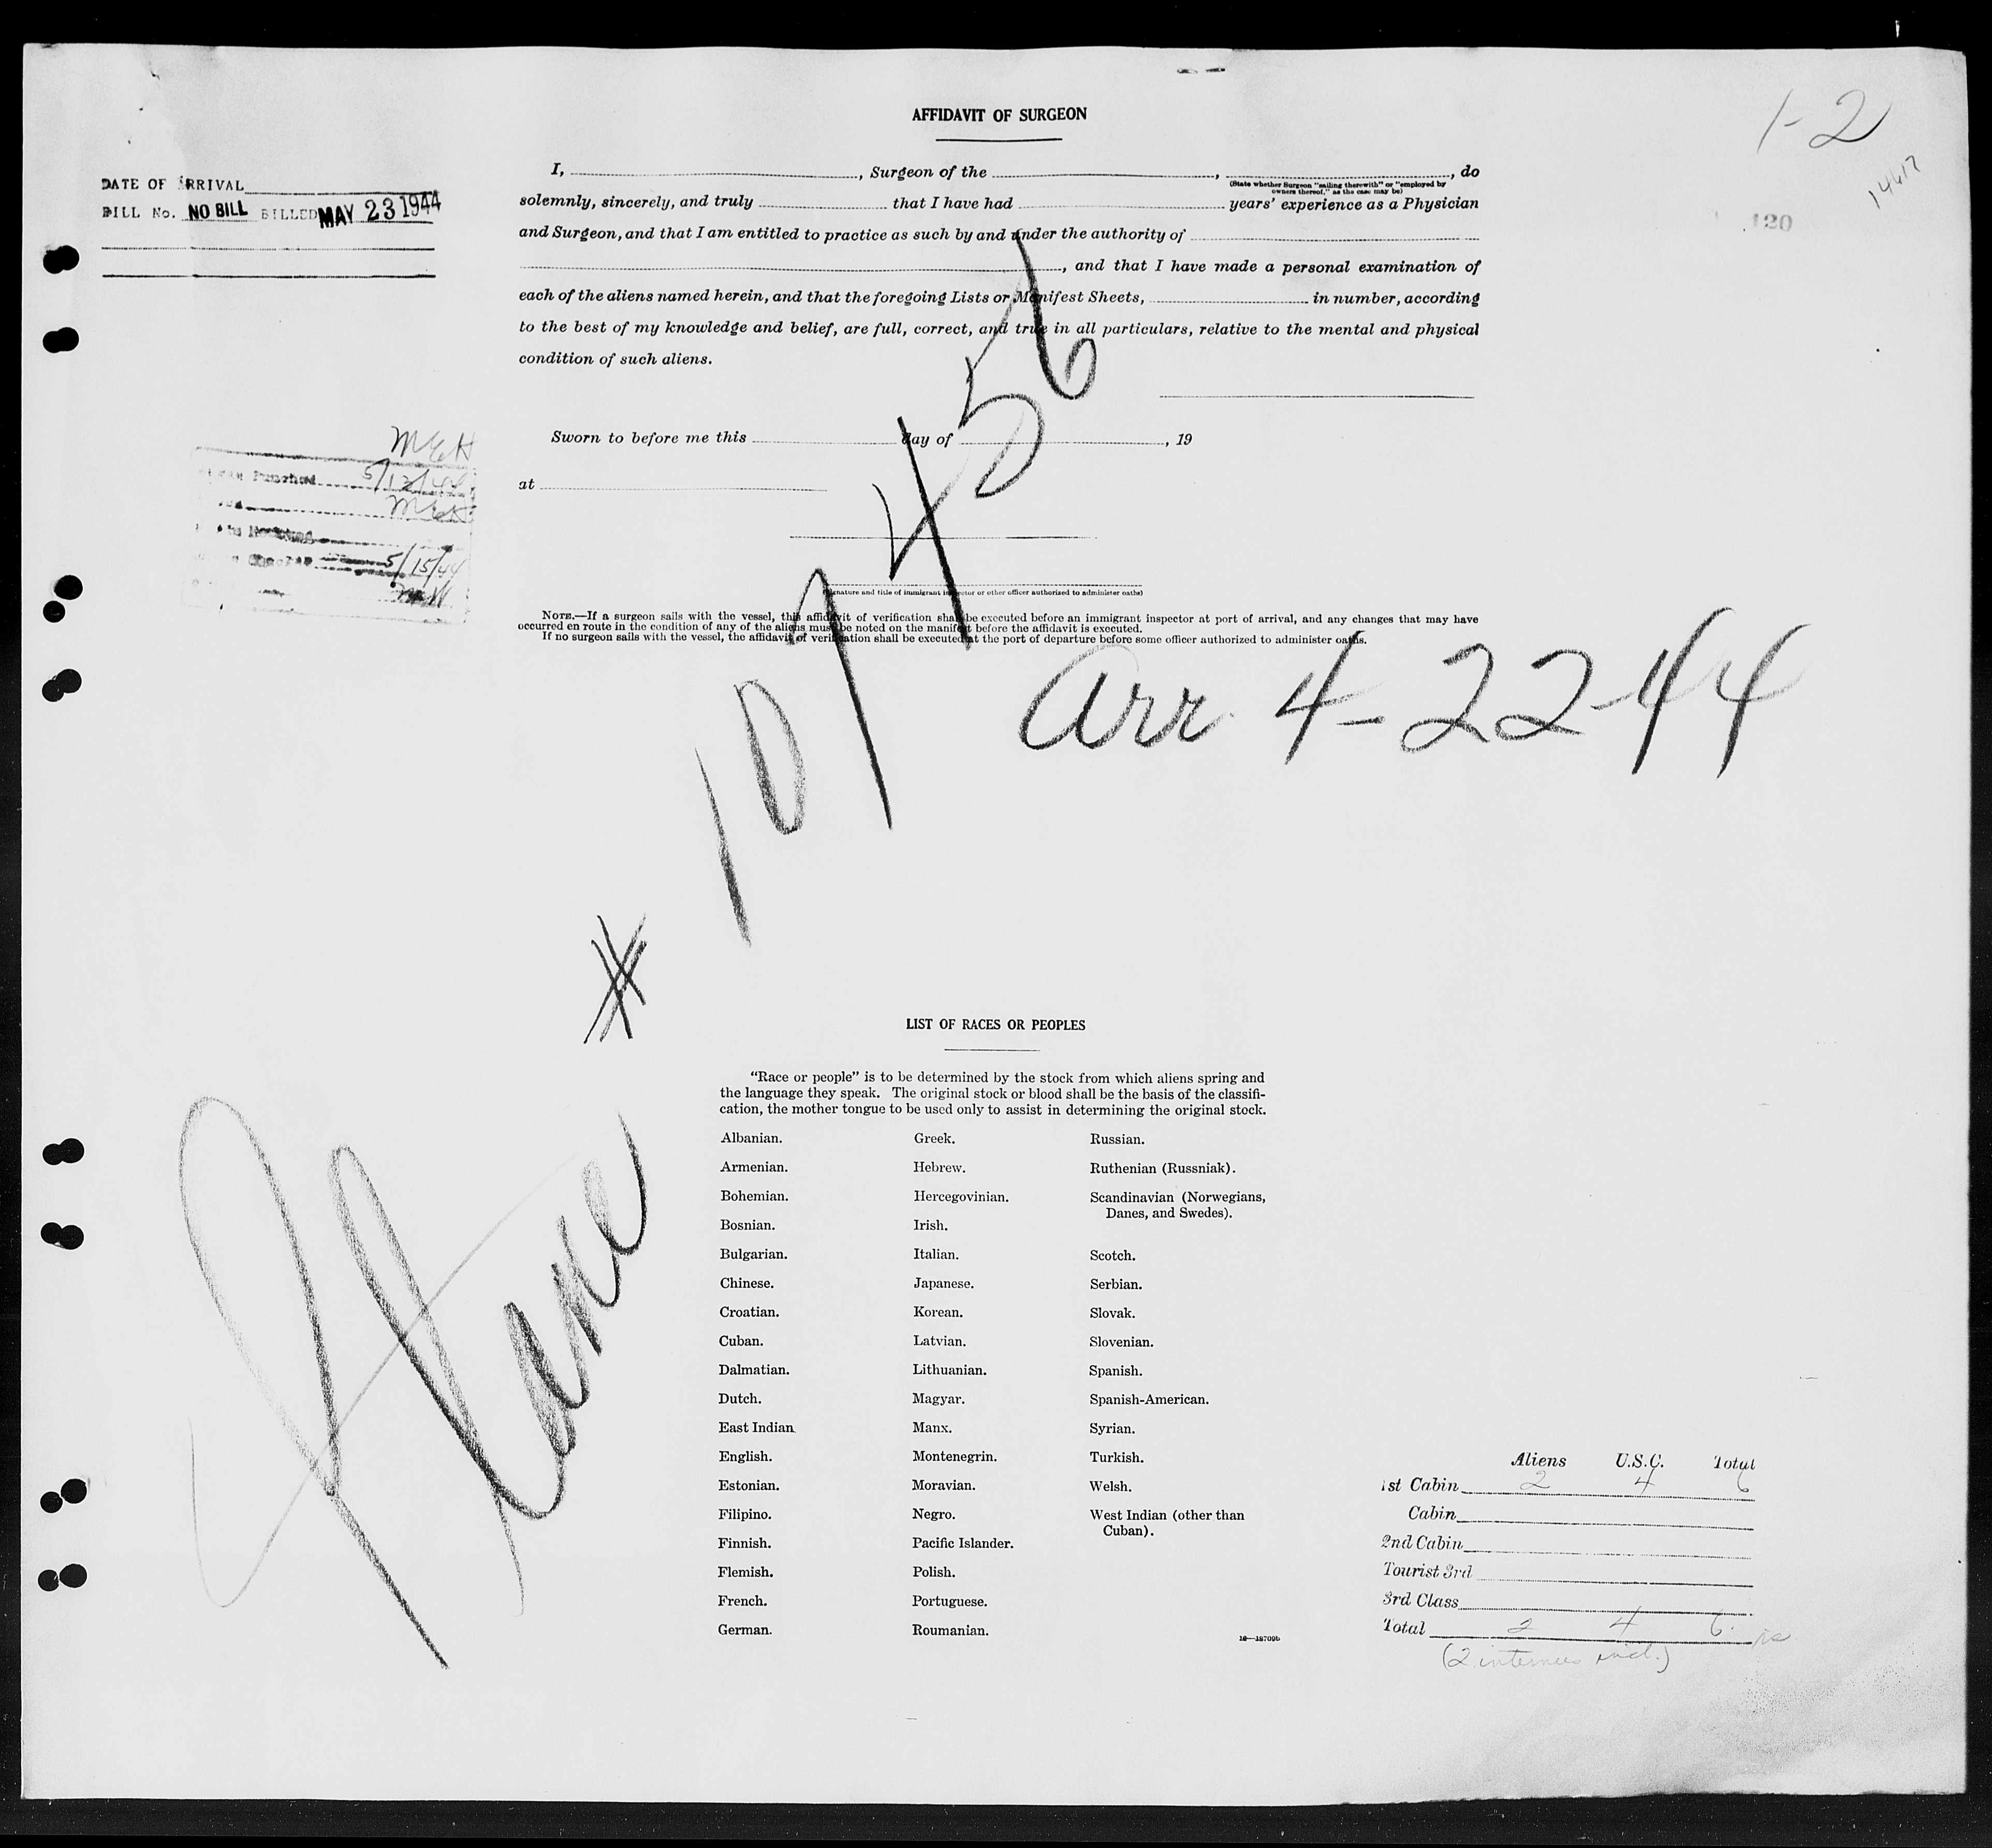 AFFIDAVIT OF SURGEON
1-2
14617
120
DATE OF ARRIVAL
BILL No. NO BILL BILLED MAY 23 1944
I, , Surgeon of the , , do
(State whether Surgeon "sailing therewith" or "employed by
owners thereof," as the case may be)
solemnly, sincerely, and truly that I have had years' experience as a Physician
and Surgeon, and that I am entitled to practice as such by and under the authority of
, and that I have made a personal examination of
each of the aliens named herein, and that the foregoing Lists or Manifest Sheets, in number, according
to the best of my knowledge and belief, are full, correct, and true in all particulars, relative to the mental and physical
condition of such aliens.
Sworn to before me this day of , 19
at
(Signature and title of immigrant inspector or other officer authorized to administer oaths)
NOTE.—If a surgeon sails with the vessel, this affidavit of verification shall be executed before an immigrant inspector at port of arrival, and any changes that may have
occurred en route in the condition of any of the aliens must be noted on the manifest before the affidavit is executed.
If no surgeon sails with the vessel, the affidavit of verification shall be executed at the port of departure before some officer authorized to administer oaths.
Punched 5/12/44
5/15/44
# 107456
Arr 4-22-44
LIST OF RACES OR PEOPLES
"Race or people" is to be determined by the stock from which aliens spring and
the language they speak. The original stock or blood shall be the basis of the classifi-
cation, the mother tongue to be used only to assist in determining the original stock.
Albanian.
Armenian.
Bohemian.
Bosnian.
Bulgarian.
Chinese.
Croatian.
Cuban.
Dalmatian.
Dutch.
East Indian
English.
Estonian.
Filipino.
Finnish.
Flemish.
French.
German.
Greek.
Hebrew.
Hercegovinian.
Irish.
Italian.
Japanese.
Korean.
Latvian.
Lithuanian.
Magyar.
Manx.
Montenegrin.
Moravian.
Negro.
Pacific Islander.
Polish.
Portuguese.
Roumanian.
Russian.
Ruthenian (Russniak).
Scandinavian (Norwegians,
Danes, and Swedes).
Scotch.
Serbian.
Slovak.
Slovenian.
Spanish.
Spanish-American.
Syrian.
Turkish.
Welsh.
West Indian (other than
Cuban).
16—18709b
Aliens U.S.C. Total
1st Cabin 2 4 6
Cabin
2nd Cabin
Tourist 3rd
3rd Class
Total 2 4 6
(2 internees incl.)